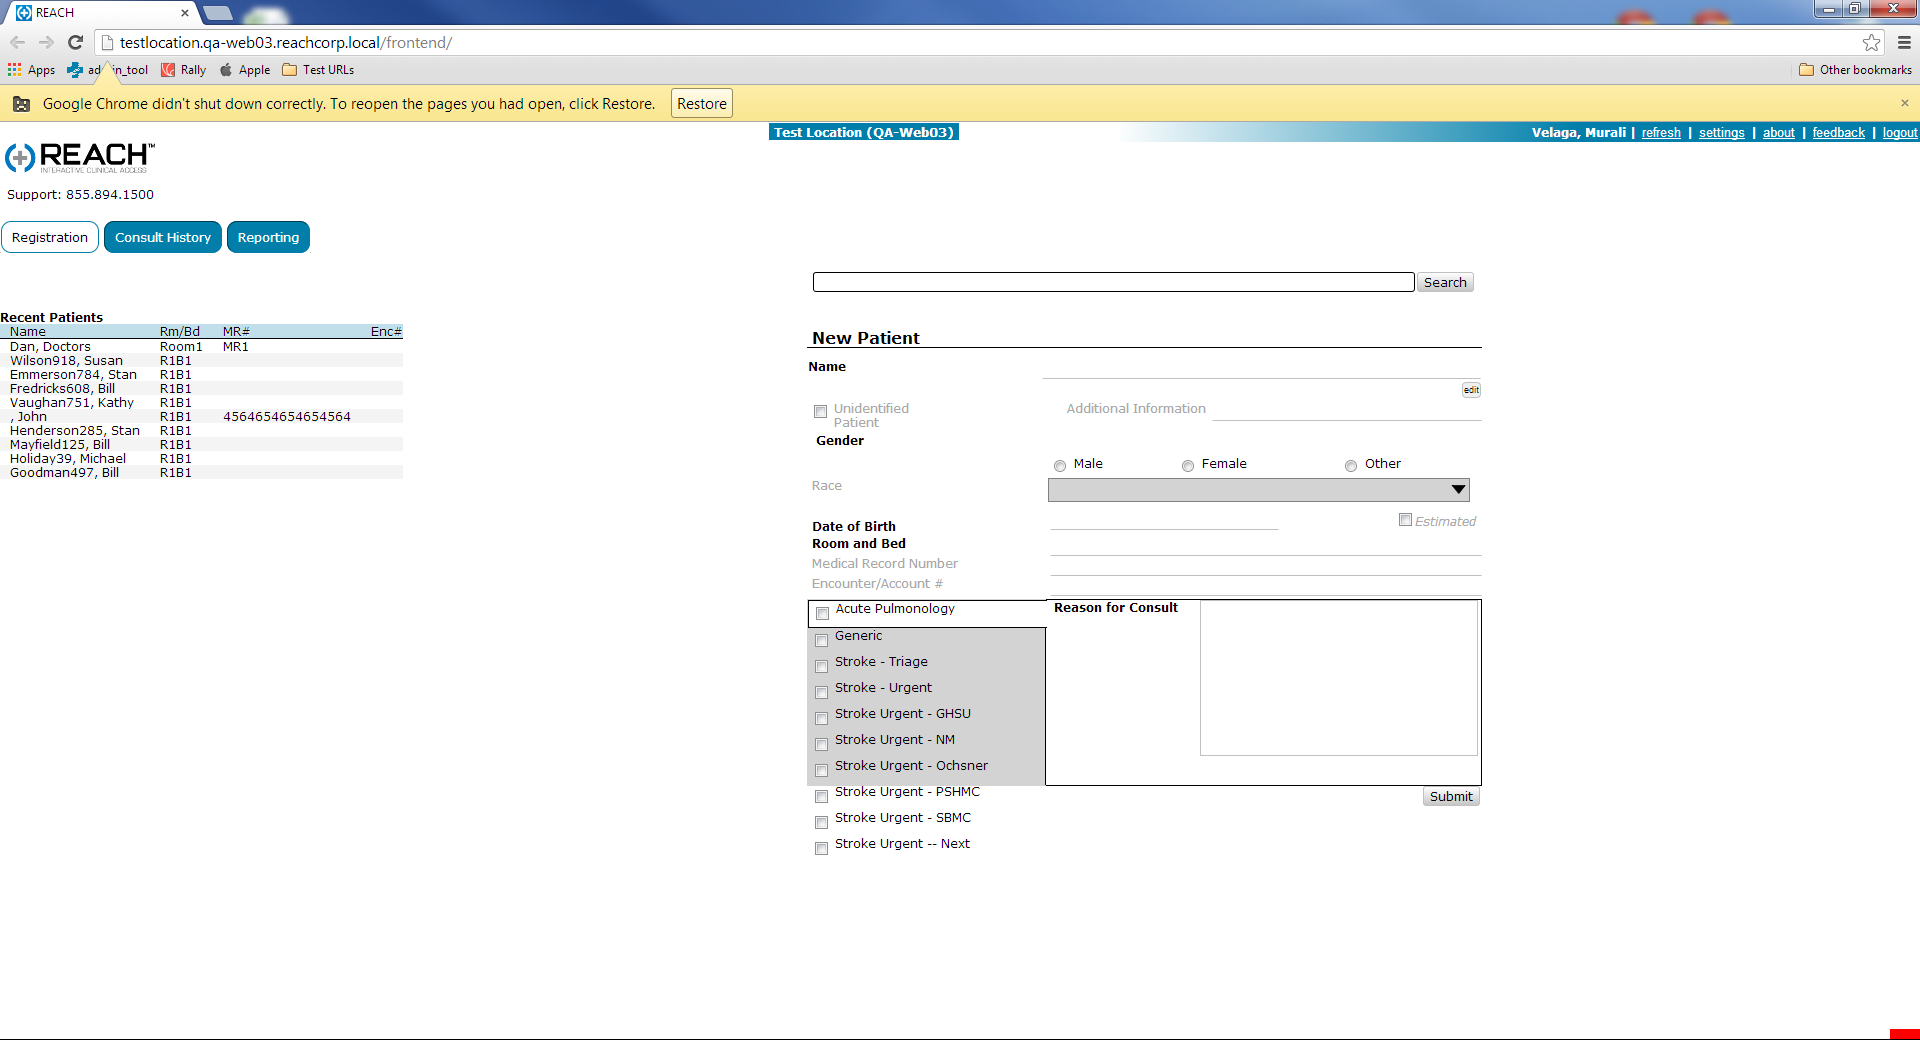 REACH
testlocation.qa-web03.reachcorp.local/frontend/
Apps
Rally
Apple
Test URLs
Other bookmarks
Google Chrome didn't shut down correctly. To reopen the pages you had open, click Restore.
Restore
Test Location (QA-Web03)
Velaga, Murali | refresh | settings | about | feedback | logout
REACH™
INTERACTIVE CLINICAL ACCESS
Support: 855.894.1500
Registration
Consult History
Reporting
Search
Recent Patients
Name Rm/Bd MR# Enc#
Dan, Doctors Room1 MR1
Wilson918, Susan R1B1
Emmerson784, Stan R1B1
Fredricks608, Bill R1B1
Vaughan751, Kathy R1B1
, John R1B1 4564654654654564
Henderson285, Stan R1B1
Mayfield125, Bill R1B1
Holiday39, Michael R1B1
Goodman497, Bill R1B1
New Patient
Name
edit
Unidentified
Patient
Additional Information
Gender
Male Female Other
Race
Date of Birth
Estimated
Room and Bed
Medical Record Number
Encounter/Account #
Acute Pulmonology
Generic
Stroke - Triage
Stroke - Urgent
Stroke Urgent - GHSU
Stroke Urgent - NM
Stroke Urgent - Ochsner
Stroke Urgent - PSHMC
Stroke Urgent - SBMC
Stroke Urgent -- Next
Reason for Consult
Submit